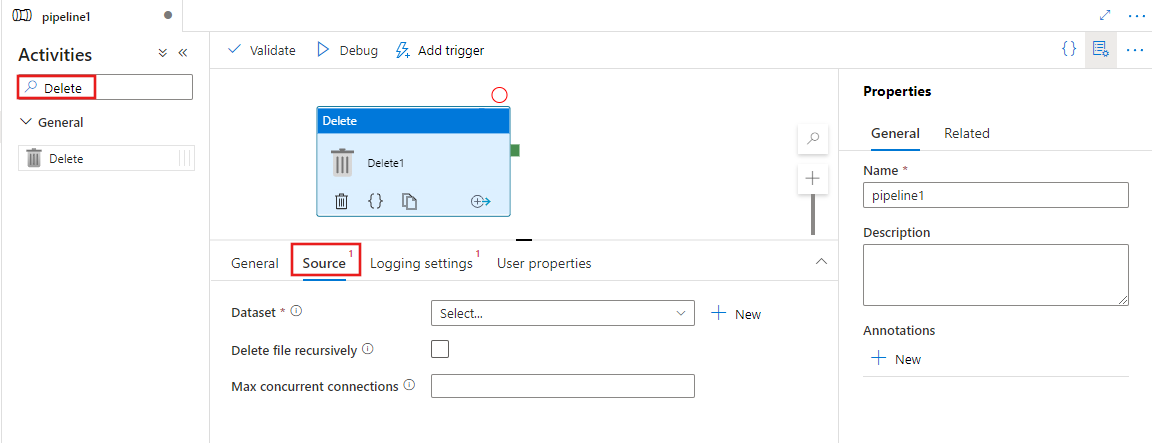 pipeline1
Activities
Delete
General
Delete
Validate
Debug
Add trigger
{}
Delete
Delete1
{}
General
Source 1
Logging settings 1
User properties
Dataset *
Select...
New
Delete file recursively
Max concurrent connections
Properties
General
Related
Name *
pipeline1
Description
Annotations
New